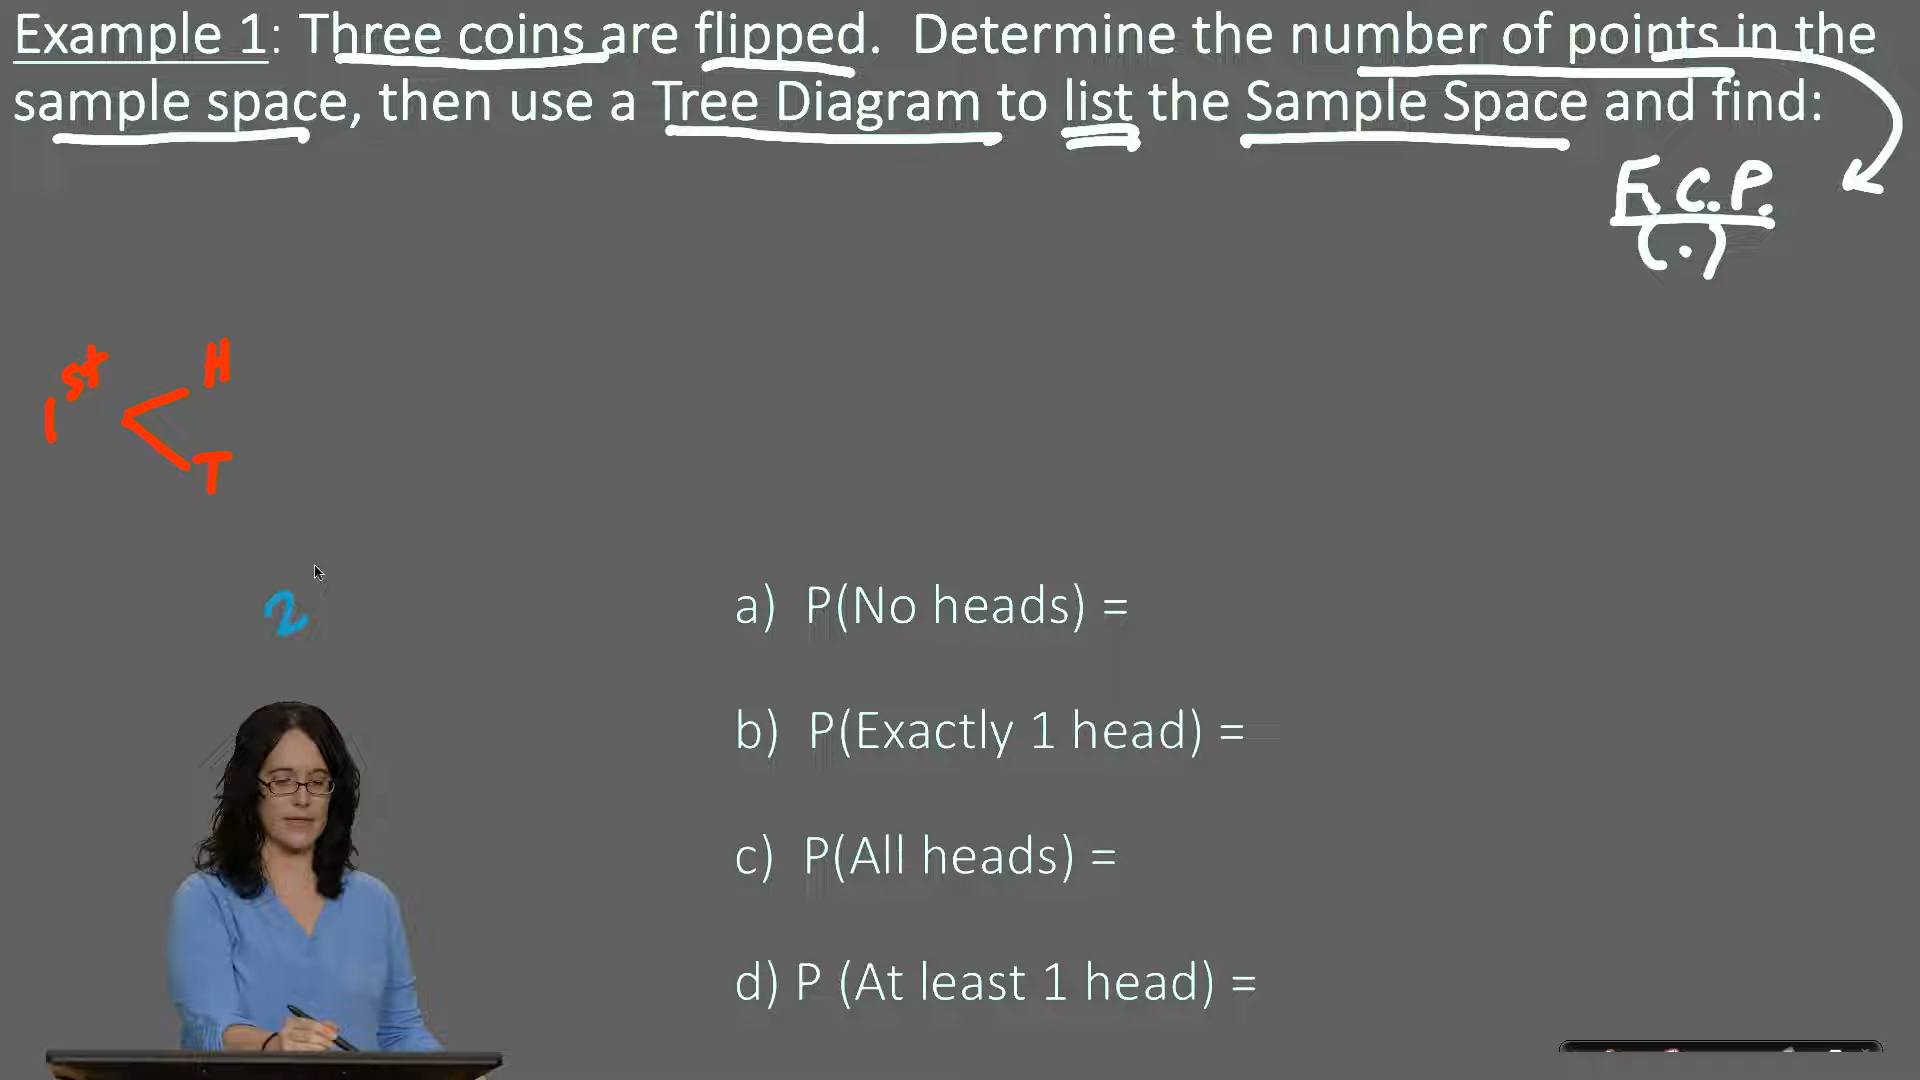 Example 1: Three coins are flipped. Determine the number of points in the
sample space, then use a Tree Diagram to list the Sample Space and find:
F.C.P.
(·)
1st
H
T
2
a) P(No heads) =
b) P(Exactly 1 head) =
c) P(All heads) =
d) P (At least 1 head) =